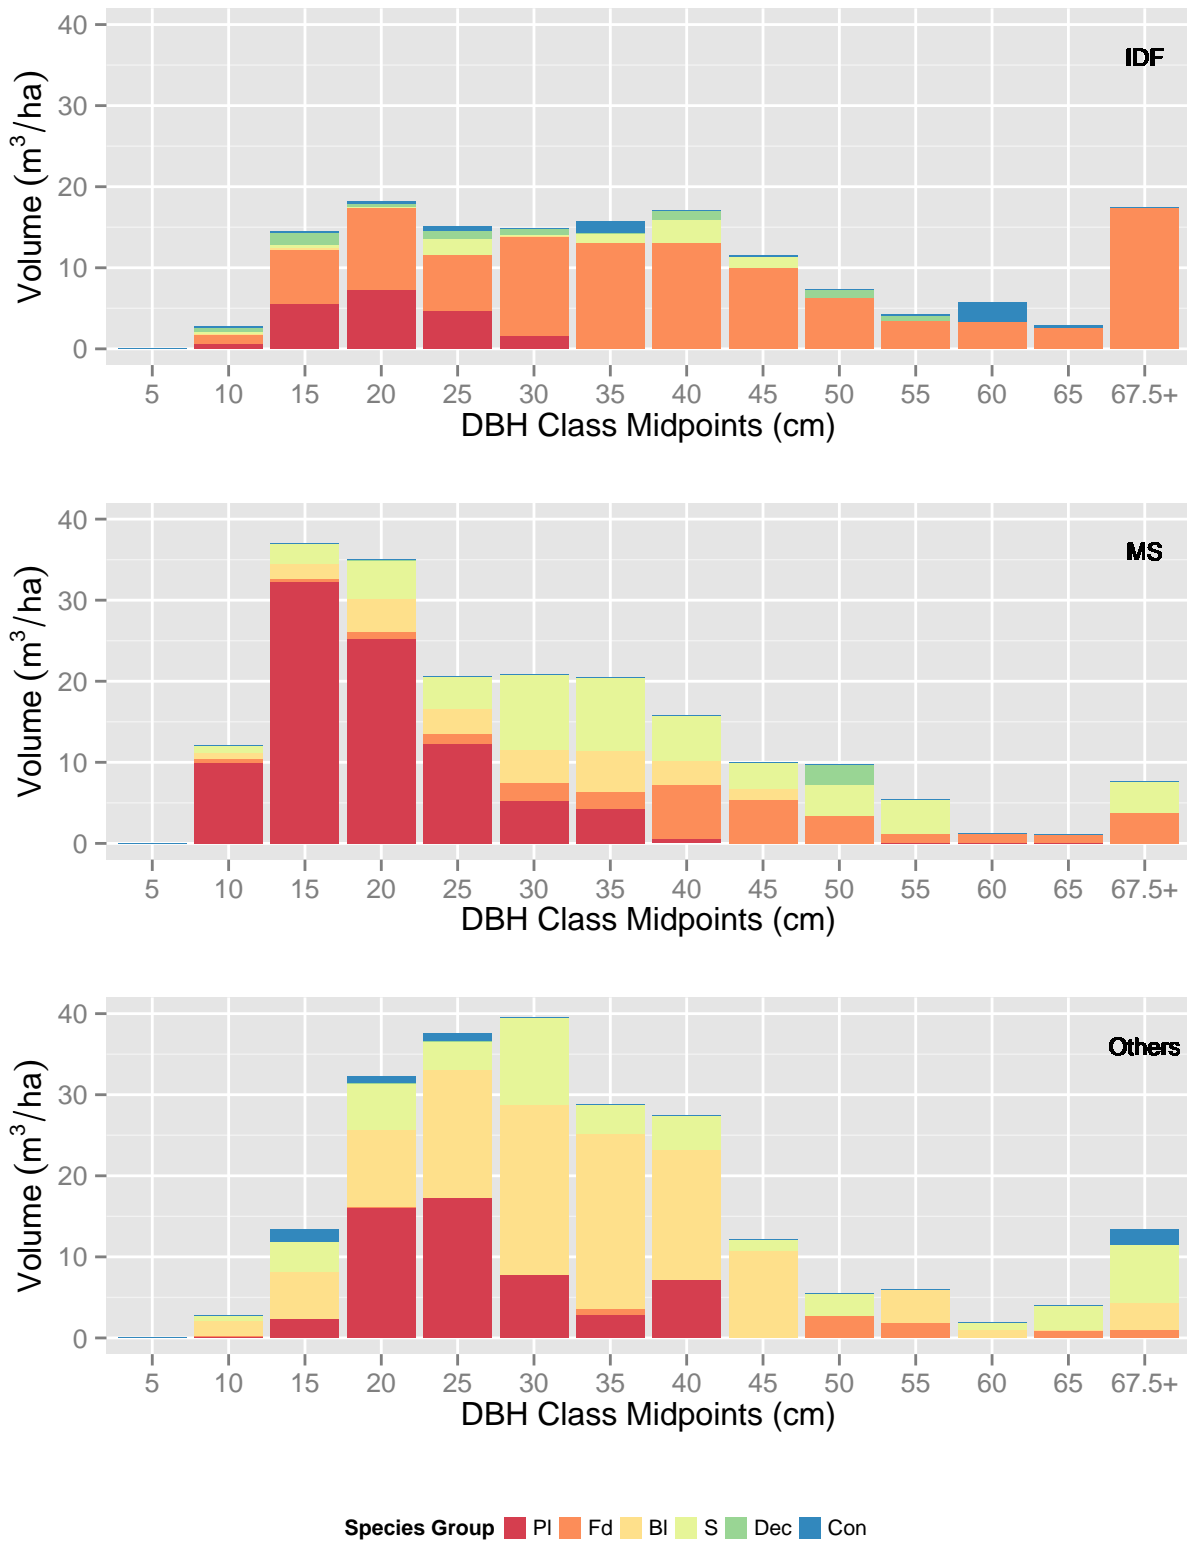 40
IDF
30
20
10
0
Volume (m³/ha)
5 10 15 20 25 30 35 40 45 50 55 60 65 67.5+
DBH Class Midpoints (cm)
40
MS
30
20
10
0
Volume (m³/ha)
5 10 15 20 25 30 35 40 45 50 55 60 65 67.5+
DBH Class Midpoints (cm)
40
Others
30
20
10
0
Volume (m³/ha)
5 10 15 20 25 30 35 40 45 50 55 60 65 67.5+
DBH Class Midpoints (cm)
Species Group Pl Fd Bl S Dec Con